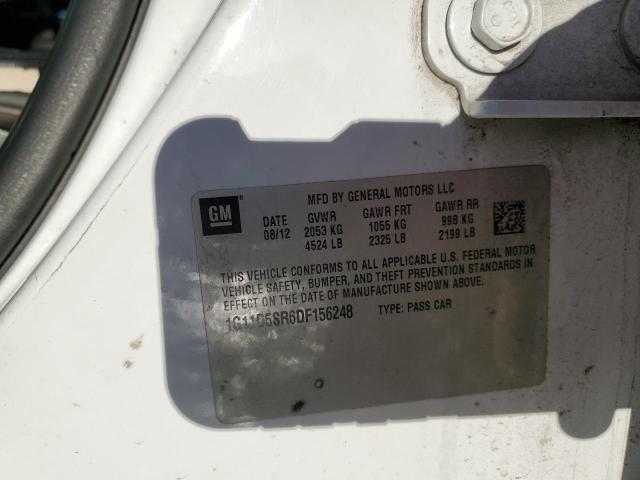 MFD BY GENERAL MOTORS LLC
GM
DATE GVWR GAWR FRT GAWR RR
08/12 2053 KG 1055 KG 998 KG
4524 LB 2325 LB 2199 LB
THIS VEHICLE CONFORMS TO ALL APPLICABLE U.S. FEDERAL MOTOR
VEHICLE SAFETY, BUMPER, AND THEFT PREVENTION STANDARDS IN
EFFECT ON THE DATE OF MANUFACTURE SHOWN ABOVE.
1G11D5SR6DF156248 TYPE: PASS CAR